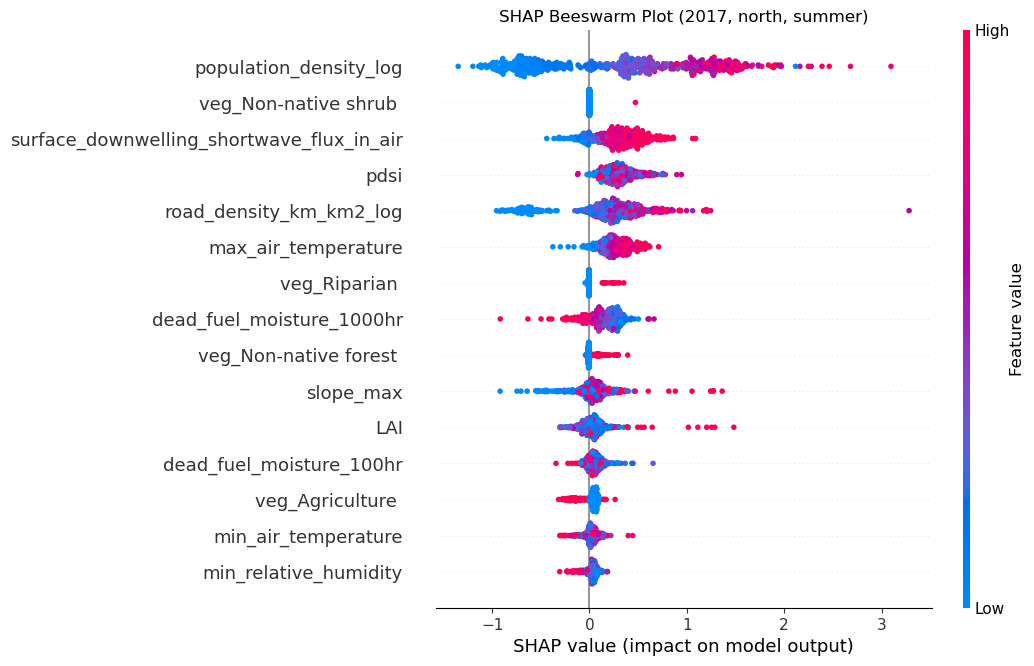 SHAP Beeswarm Plot (2017, north, summer)
High
population_density_log
veg_Non-native shrub
surface_downwelling_shortwave_flux_in_air
pdsi
road_density_km_km2_log
max_air_temperature
veg_Riparian
dead_fuel_moisture_1000hr
veg_Non-native forest
slope_max
LAI
dead_fuel_moisture_100hr
veg_Agriculture
min_air_temperature
min_relative_humidity
Feature value
Low
−1 0 1 2 3
SHAP value (impact on model output)